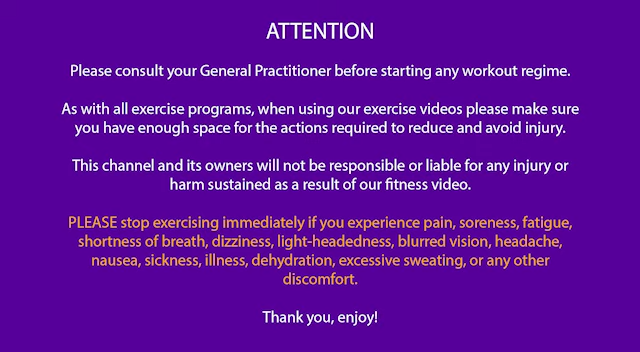 ATTENTION
Please consult your General Practitioner before starting any workout regime.
As with all exercise programs, when using our exercise videos please make sure
you have enough space for the actions required to reduce and avoid injury.
This channel and its owners will not be responsible or liable for any injury or
harm sustained as a result of our fitness video.
PLEASE stop exercising immediately if you experience pain, soreness, fatigue,
shortness of breath, dizziness, light-headedness, blurred vision, headache,
nausea, sickness, illness, dehydration, excessive sweating, or any other
discomfort.
Thank you, enjoy!